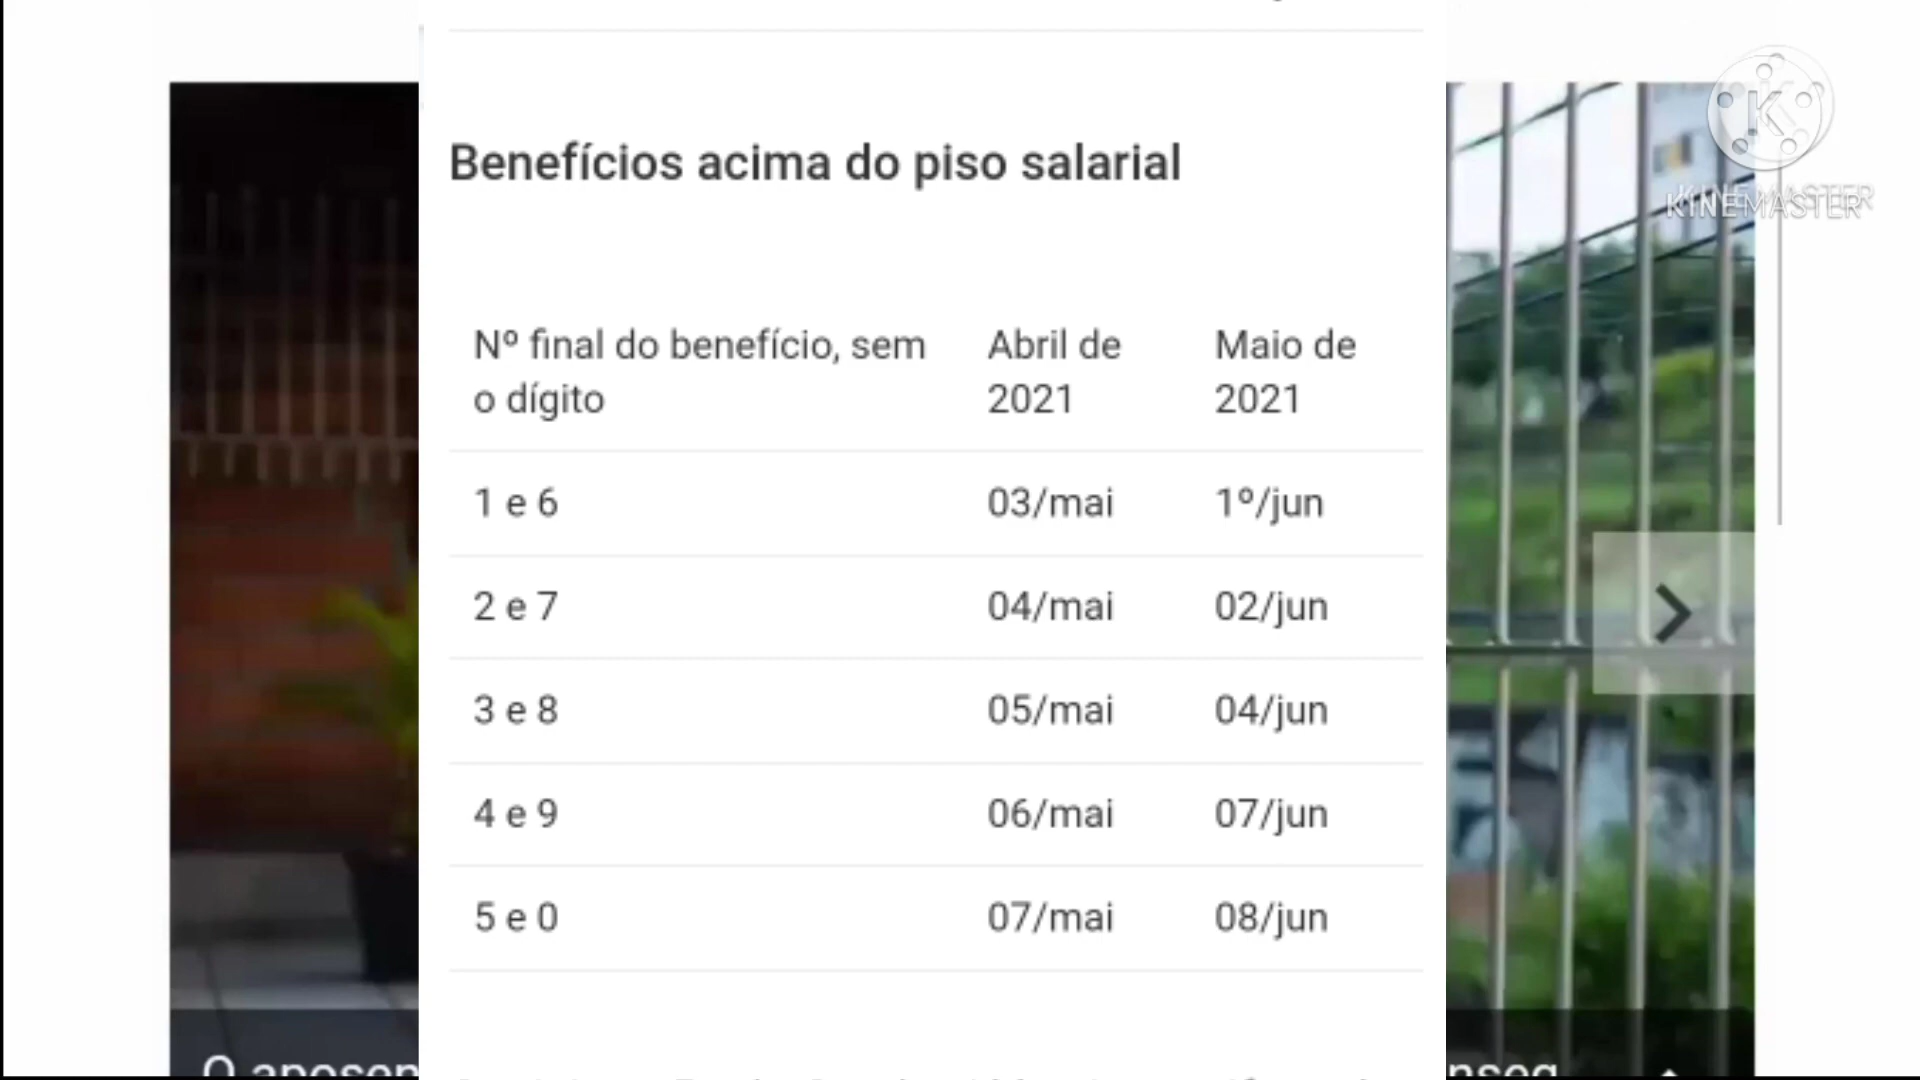 Benefícios acima do piso salarial
Nº final do benefício, sem
o dígito
Abril de
2021
Maio de
2021
1 e 6 03/mai 1º/jun
2 e 7 04/mai 02/jun
3 e 8 05/mai 04/jun
4 e 9 06/mai 07/jun
5 e 0 07/mai 08/jun
K
KINEMASTER
O aposen
nseg